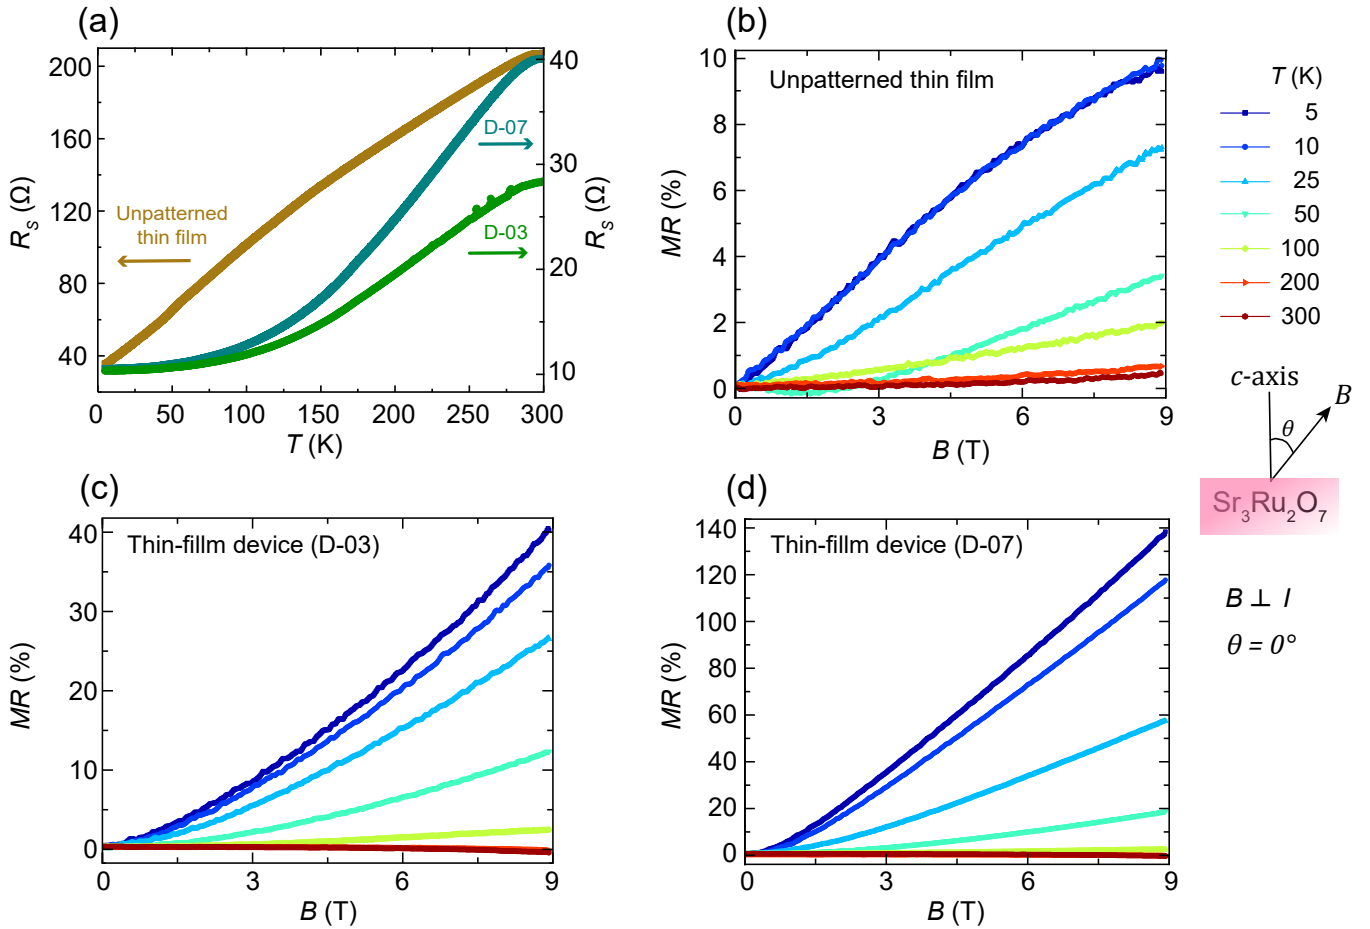 (a)
200
160
120
80
40
R_s (Ω)
Unpatterned
thin film
D-07
D-03
40
30
20
10
R_s (Ω)
0 50 100 150 200 250 300
T (K)
(b)
Unpatterned thin film
10
8
6
4
2
0
MR (%)
0 3 6 9
B (T)
T (K)
5
10
25
50
100
200
300
c-axis
B
θ
Sr₃Ru₂O₇
B ⊥ I
θ = 0°
(c)
Thin-fillm device (D-03)
40
30
20
10
0
MR (%)
0 3 6 9
B (T)
(d)
Thin-fillm device (D-07)
140
120
100
80
60
40
20
0
MR (%)
0 3 6 9
B (T)